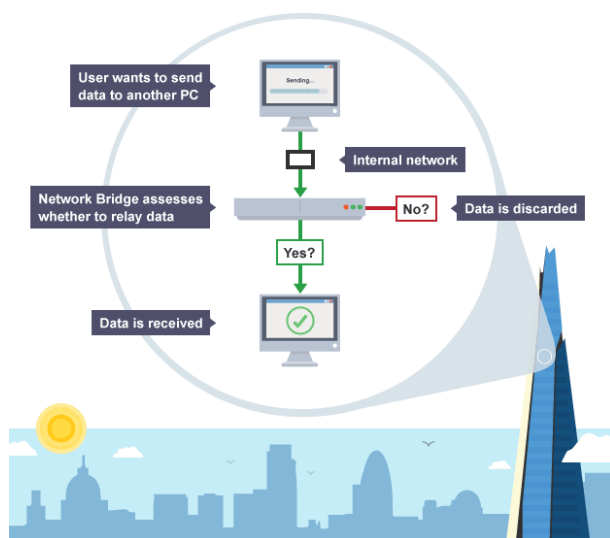 User wants to send
data to another PC
Sending...
Internal network
Network Bridge assesses
whether to relay data
No?
Data is discarded
Yes?
Data is received